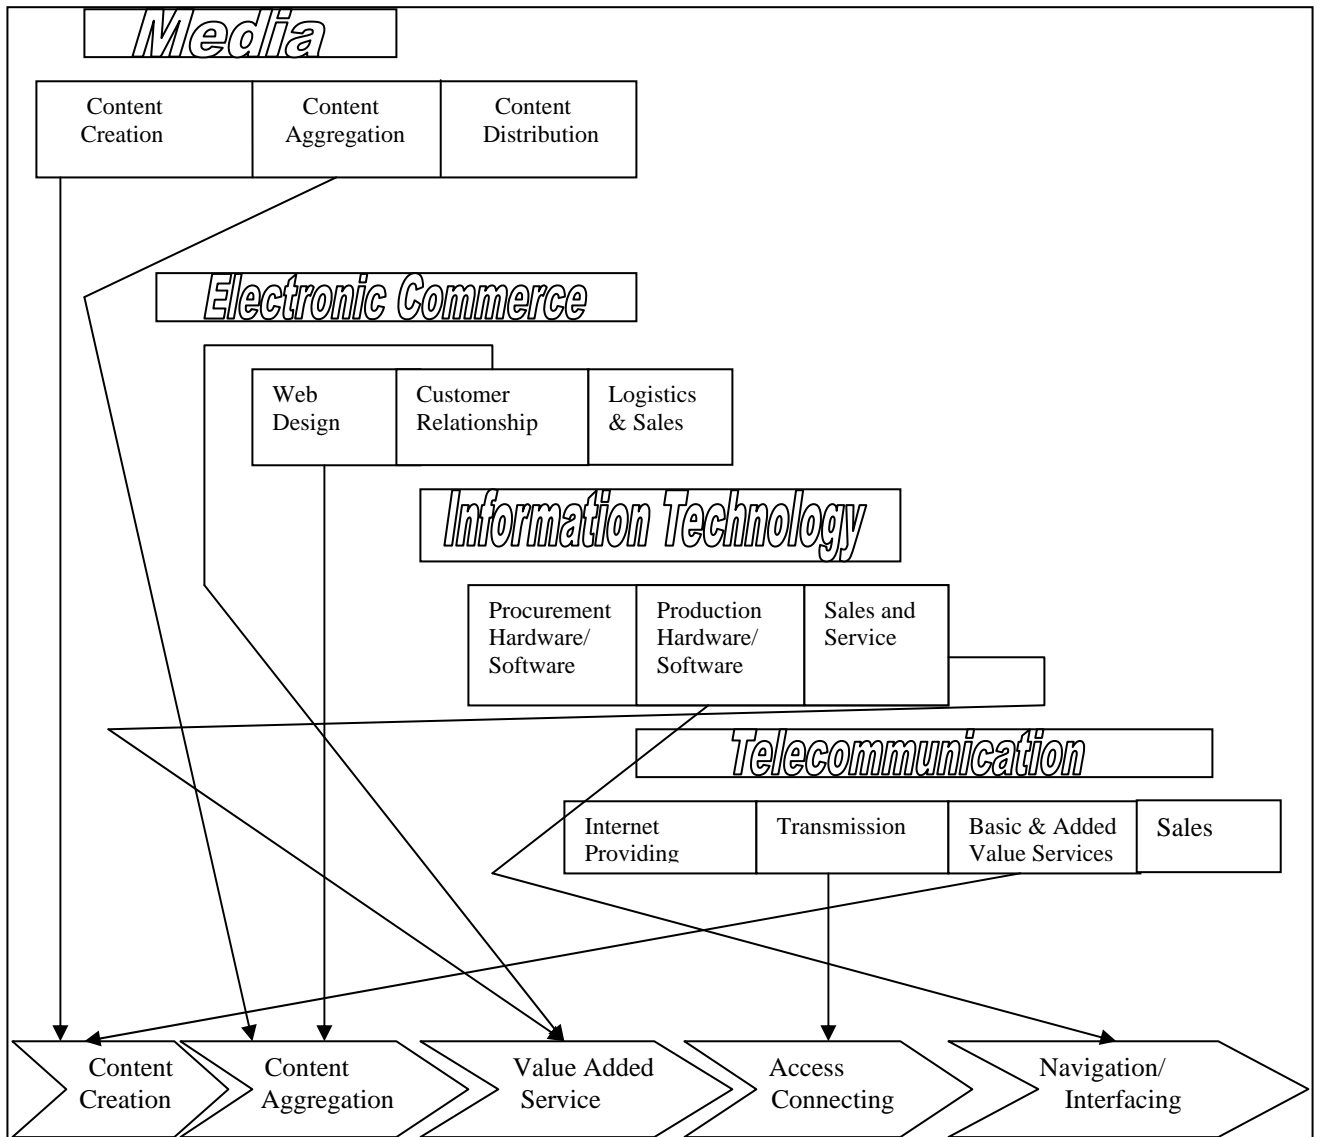 Media
Content
Creation
Content
Aggregation
Content
Distribution
Electronic Commerce
Web
Design
Customer
Relationship
Logistics
& Sales
Information Technology
Procurement
Hardware/
Software
Production
Hardware/
Software
Sales and
Service
Telecommunication
Internet
Providing
Transmission
Basic & Added
Value Services
Sales
Content
Creation
Content
Aggregation
Value Added
Service
Access
Connecting
Navigation/
Interfacing